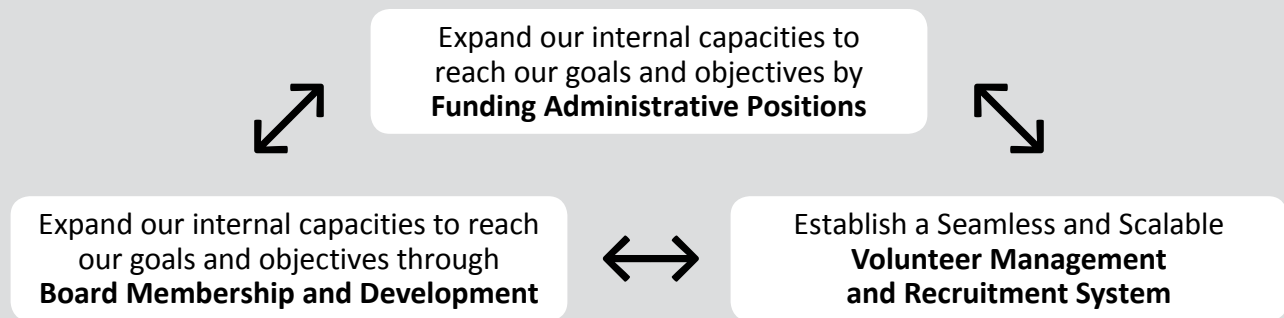 Expand our internal capacities to
reach our goals and objectives by
Funding Administrative Positions
Expand our internal capacities to reach
our goals and objectives through
Board Membership and Development
Establish a Seamless and Scalable
Volunteer Management
and Recruitment System